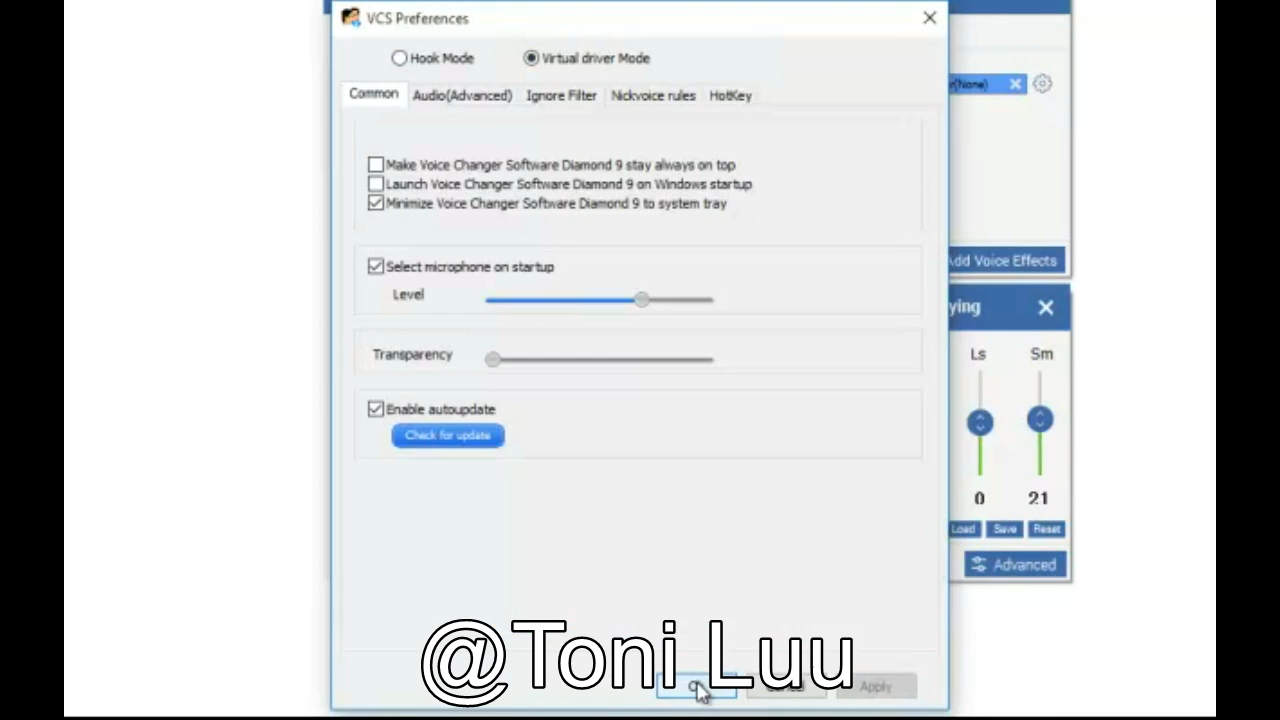 VCS Preferences
Hook Mode
Virtual driver Mode
Common
Audio(Advanced)
Ignore Filter
Nickvoice rules
HotKey
Make Voice Changer Software Diamond 9 stay always on top
Launch Voice Changer Software Diamond 9 on Windows startup
Minimize Voice Changer Software Diamond 9 to system tray
Select microphone on startup
Level
Transparency
Enable autoupdate
Check for update
(None)
Add Voice Effects
ying
Ls
Sm
0
21
Load
Save
Reset
Advanced
@Toni Luu
Apply